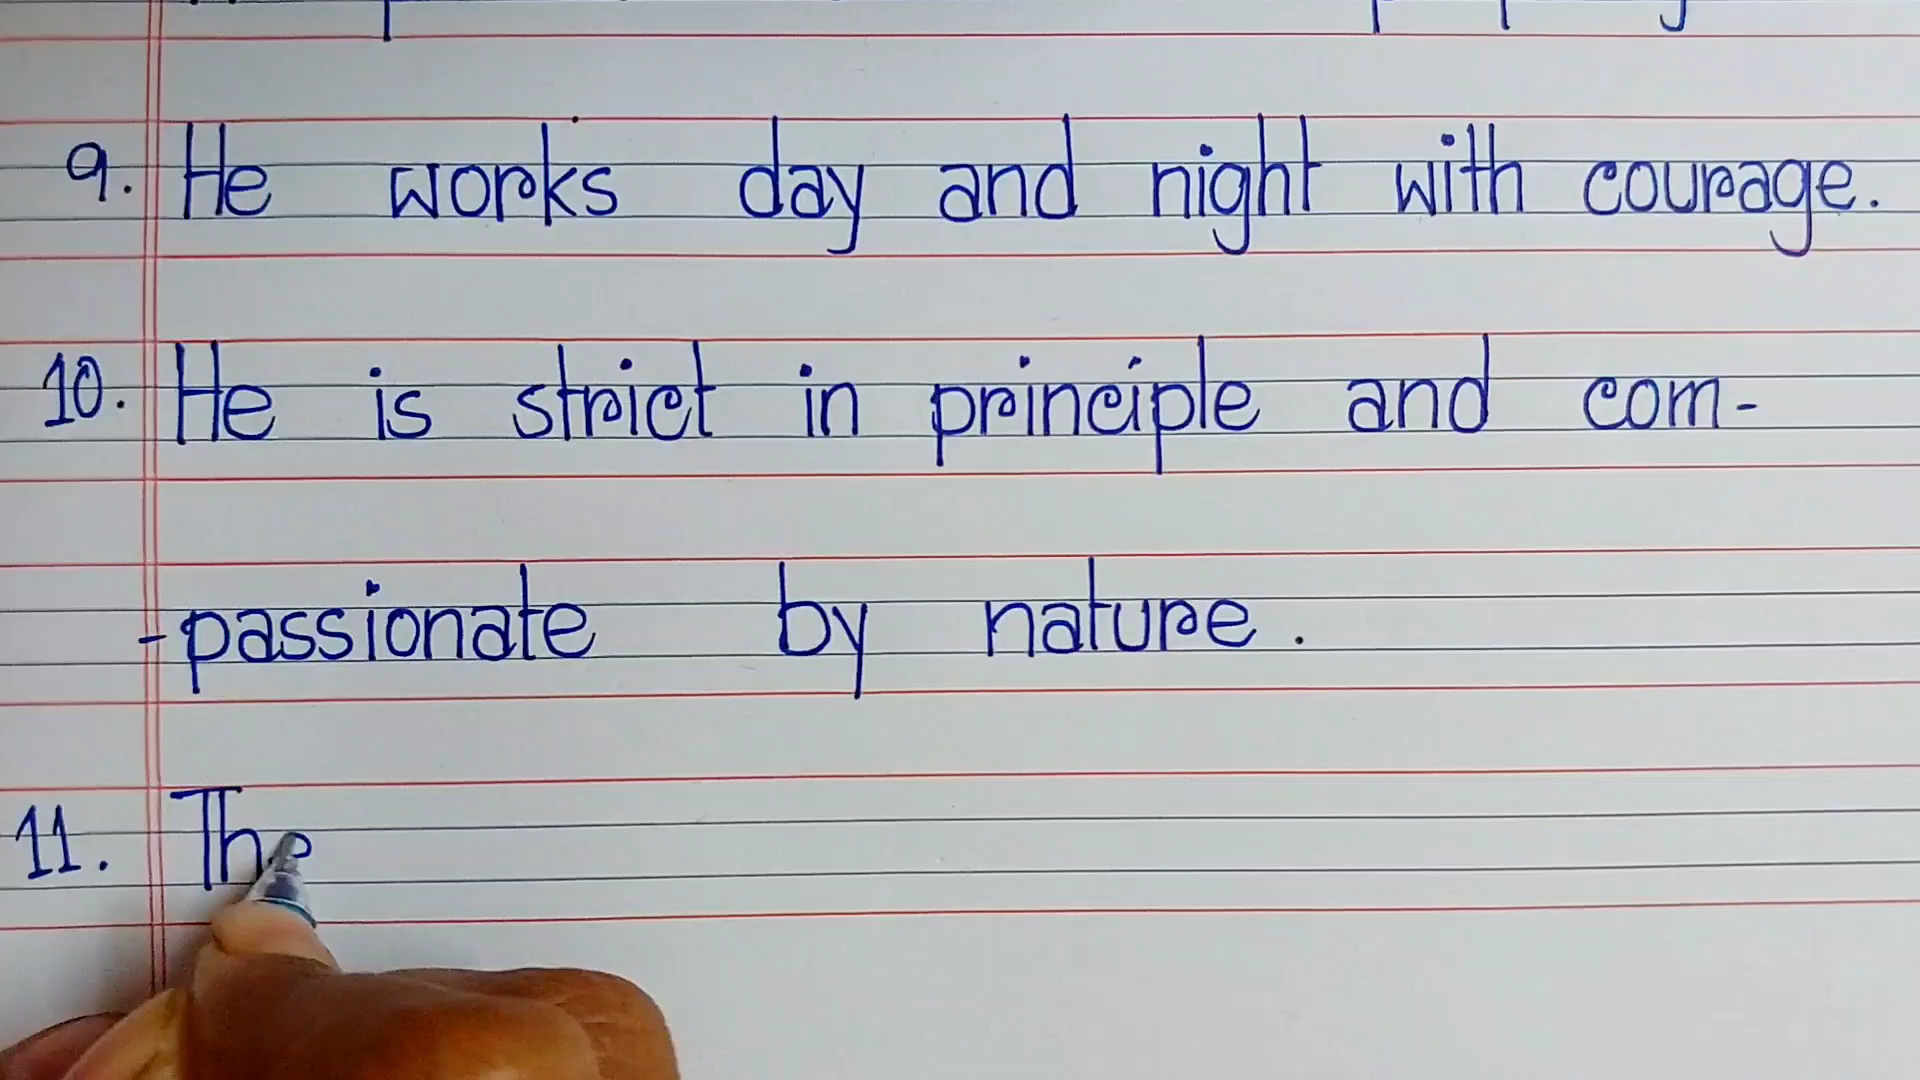 9. He works day and night with courage.
10. He is strict in principle and com-
-passionate by nature.
11. The